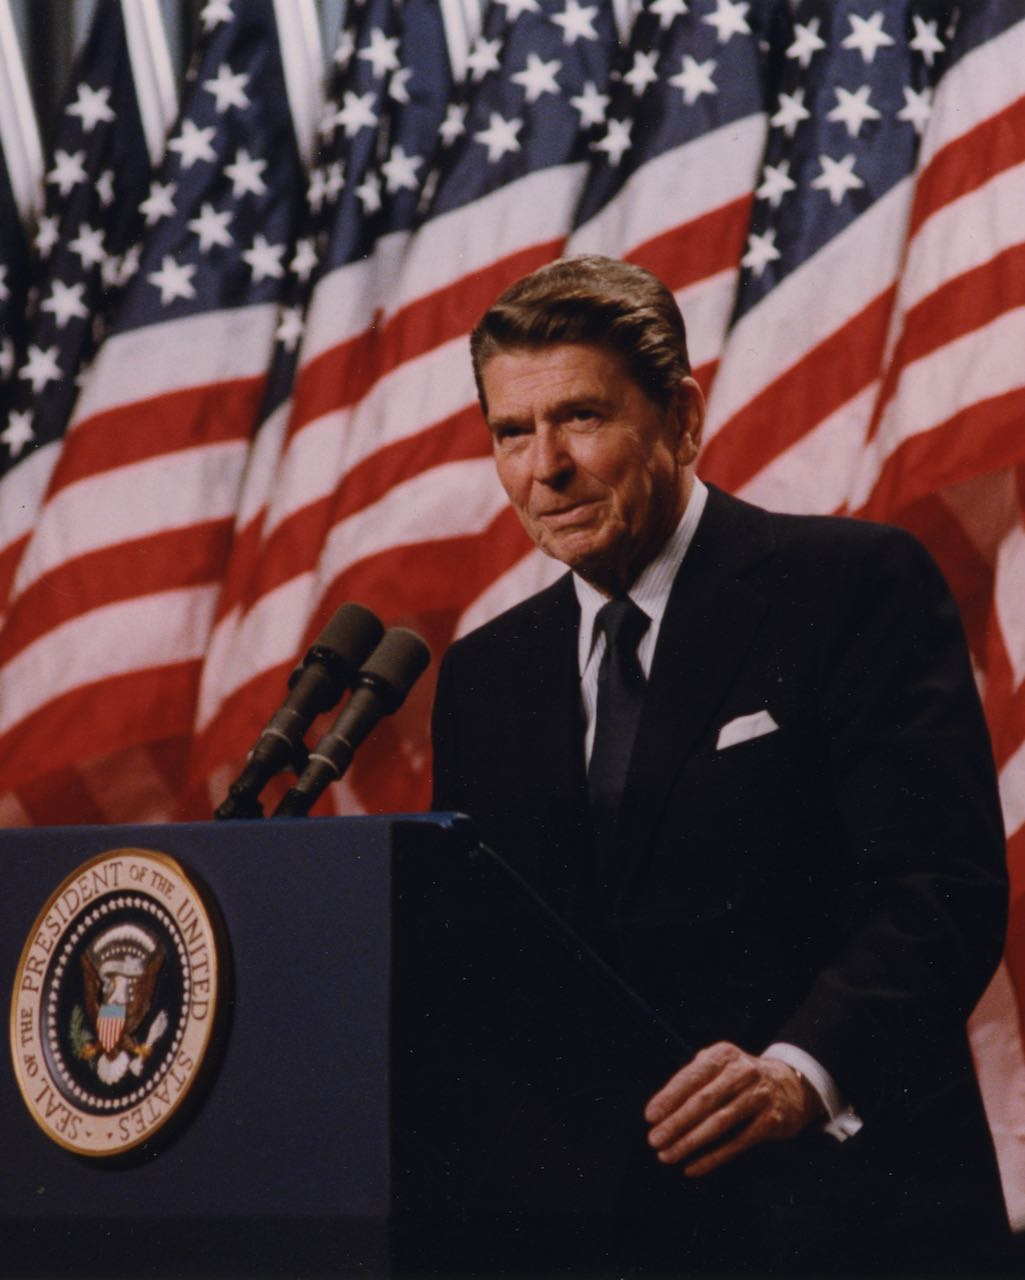 SEAL OF THE PRESIDENT OF THE UNITED STATES